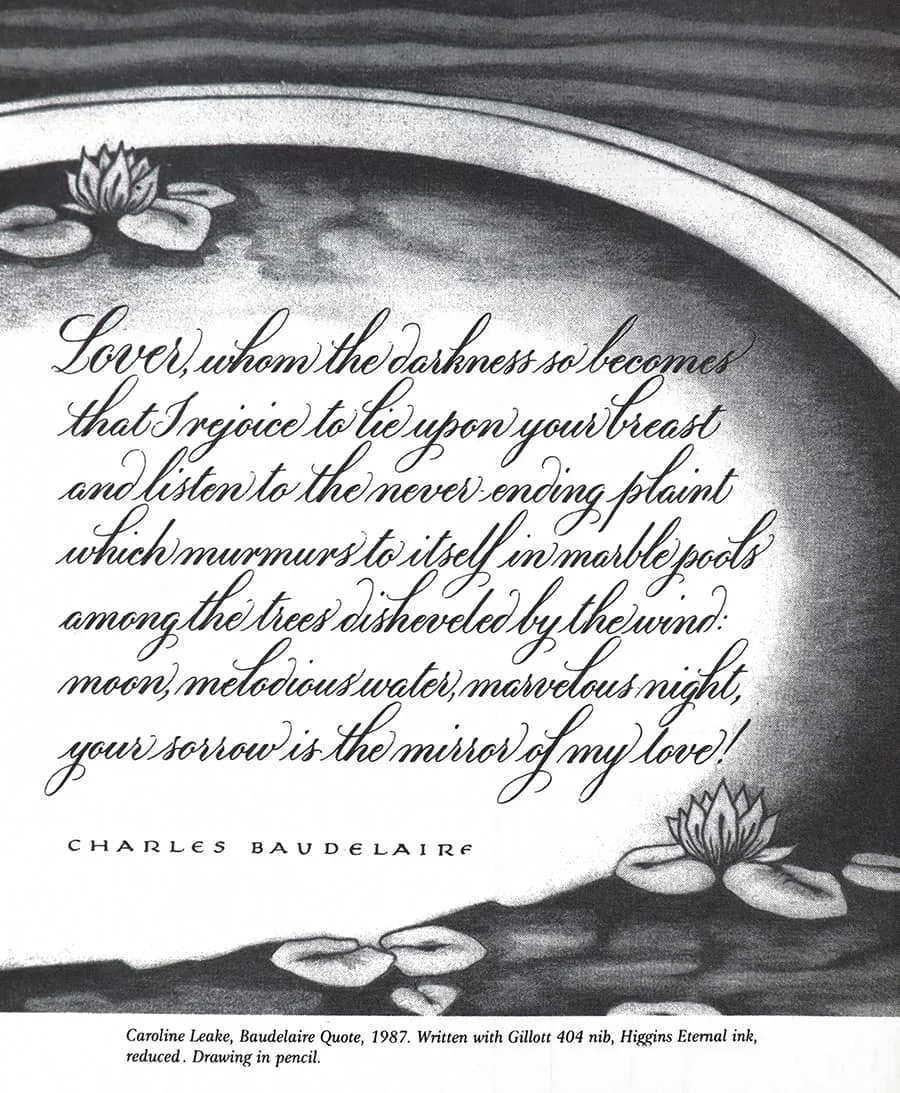 Lover, whom the darkness so becomes
that I rejoice to lie upon your breast
and listen to the never-ending plaint
which murmurs to itself in marble pools
among the trees disheveled by the wind:
moon, melodious water, marvelous night,
your sorrow is the mirror of my love!
CHARLES BAUDELAIRE
Caroline Leake, Baudelaire Quote, 1987. Written with Gillott 404 nib, Higgins Eternal ink,
reduced. Drawing in pencil.